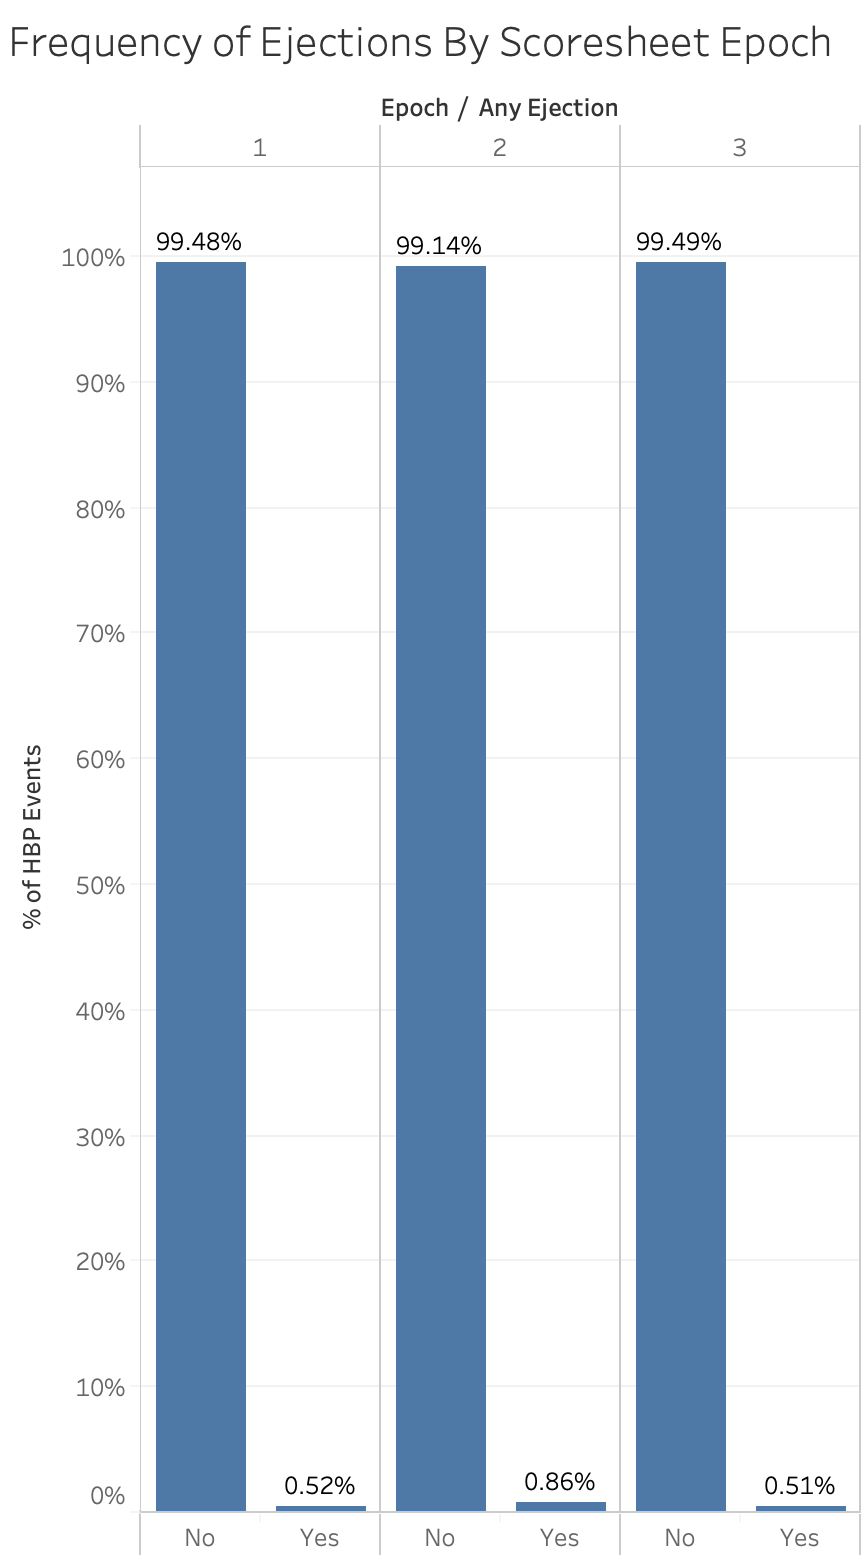 Frequency of Ejections By Scoresheet Epoch
Epoch / Any Ejection
1 2 3
99.48% 99.14% 99.49%
100%
90%
80%
70%
60%
50%
40%
30%
20%
10%
0%
% of HBP Events
0.52% 0.86% 0.51%
No Yes No Yes No Yes